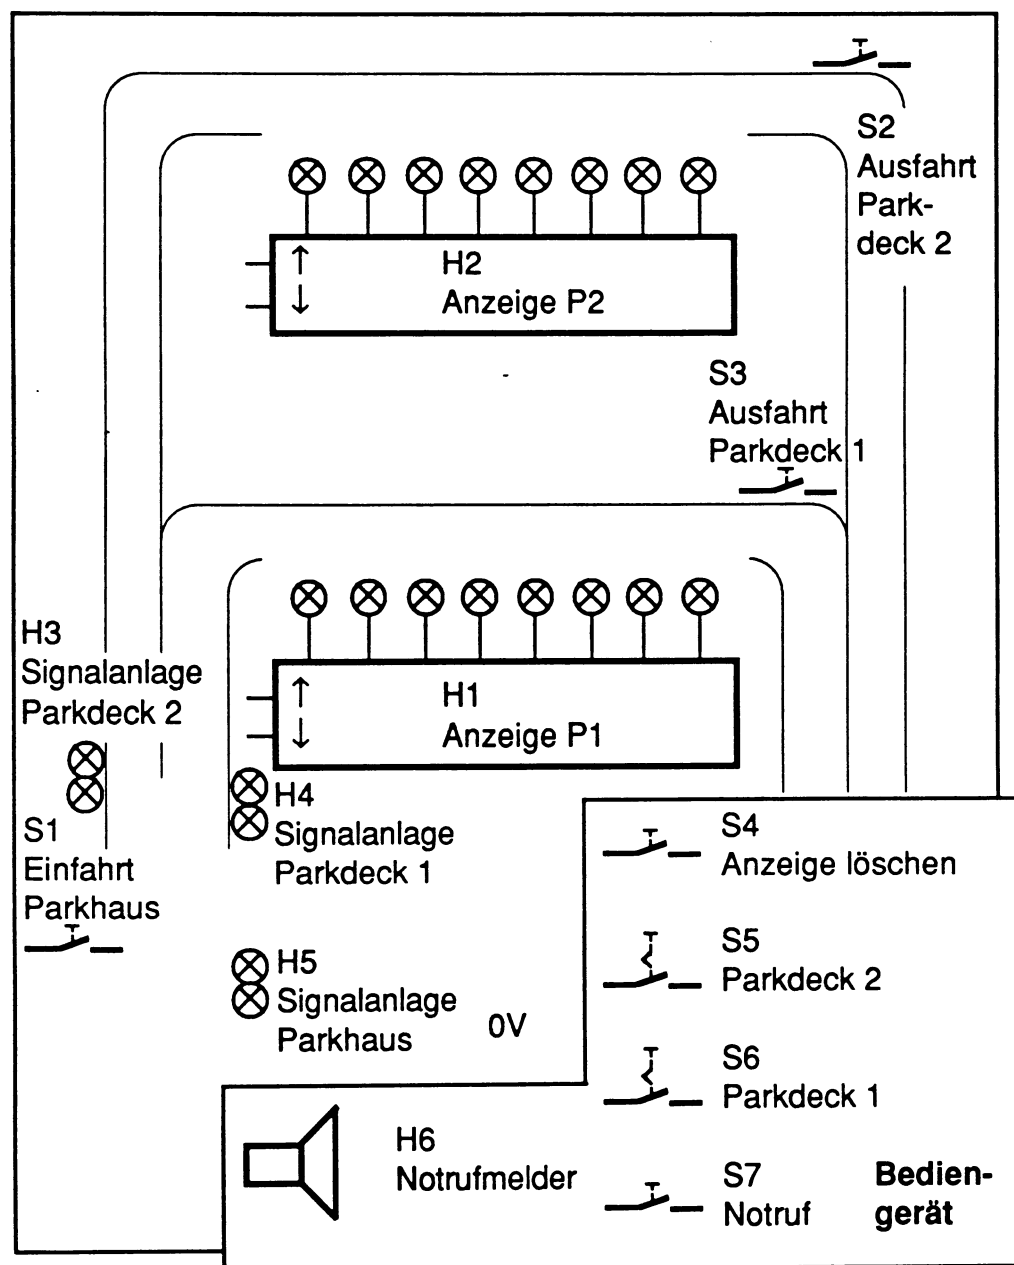 S2
Ausfahrt
Park-
deck 2
H2
Anzeige P2
S3
Ausfahrt
Parkdeck 1
H3
Signalanlage
Parkdeck 2
H1
Anzeige P1
H4
Signalanlage
Parkdeck 1
S1
Einfahrt
Parkhaus
H5
Signalanlage
Parkhaus
0V
S4
Anzeige löschen
S5
Parkdeck 2
S6
Parkdeck 1
H6
Notrufmelder
S7
Notruf
Bedien-
gerät